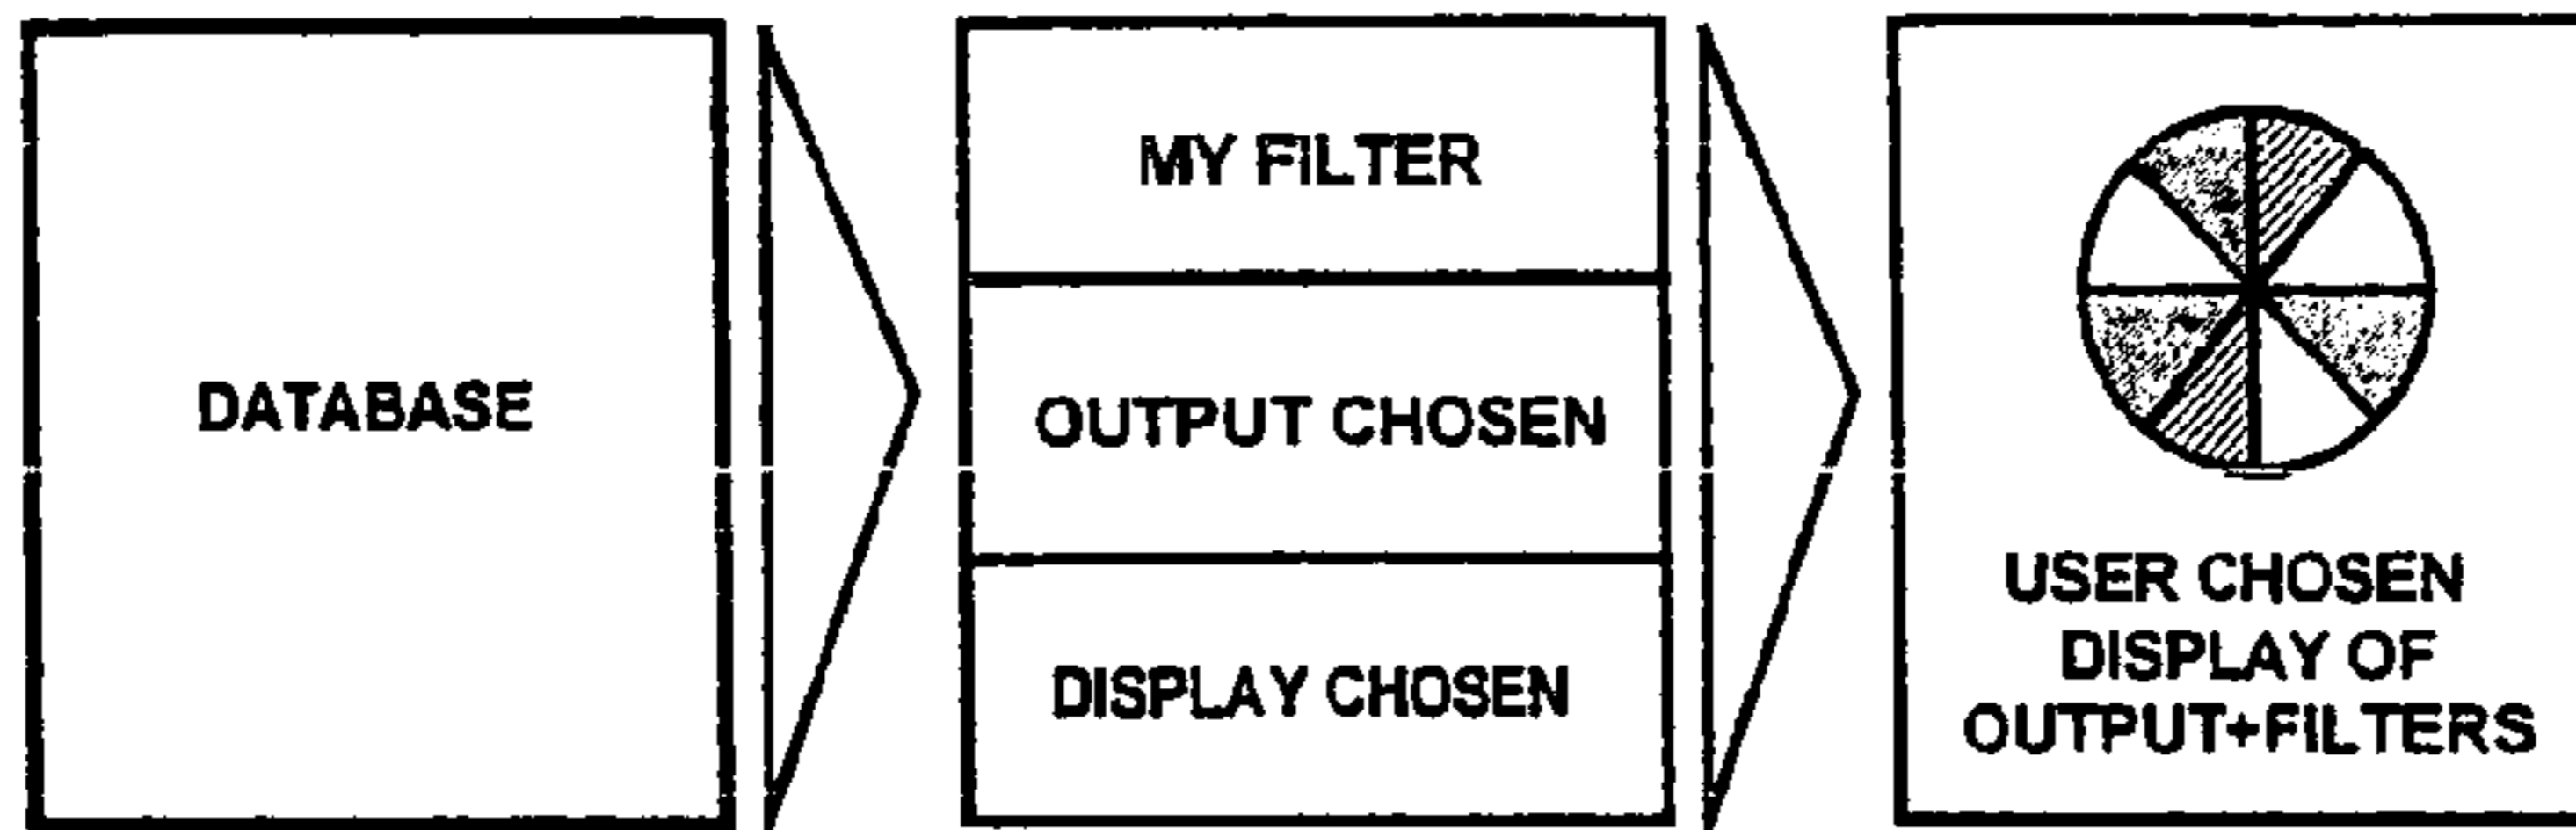 DATABASE
MY FILTER
OUTPUT CHOSEN
DISPLAY CHOSEN
USER CHOSEN
DISPLAY OF
OUTPUT+FILTERS